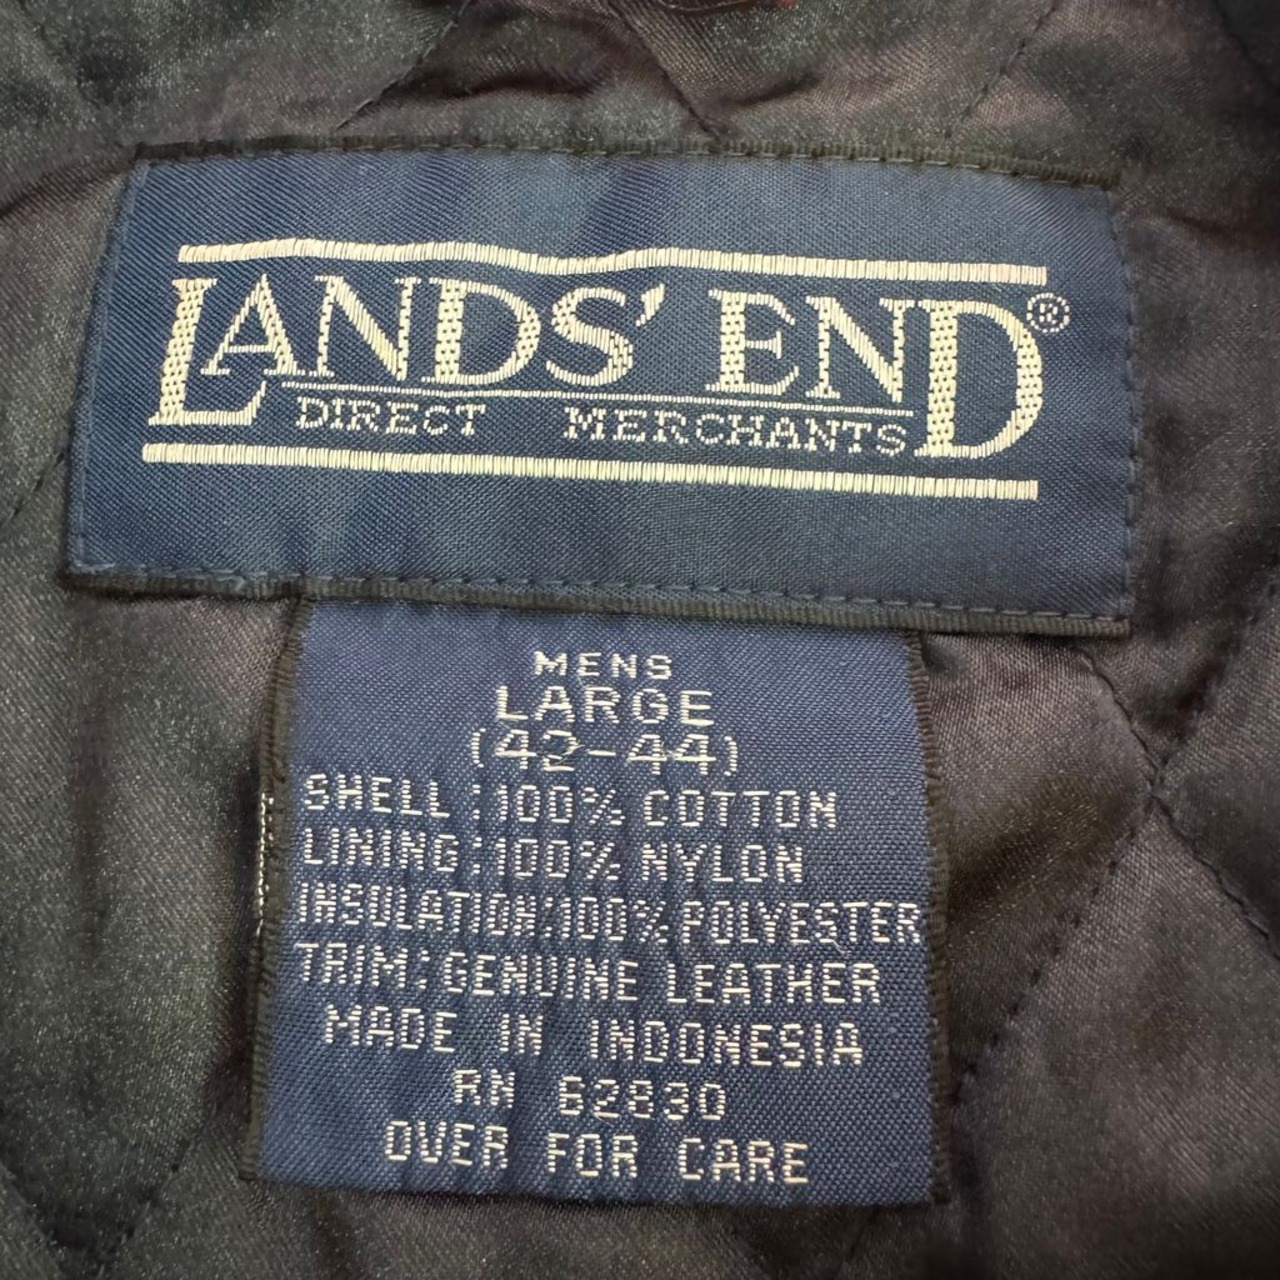 LANDS' END®
DIRECT MERCHANTS
MENS
LARGE
(42-44)
SHELL:100% COTTON
LINING:100% NYLON
INSULATION:100% POLYESTER
TRIM:GENUINE LEATHER
MADE IN INDONESIA
RN 62830
OVER FOR CARE